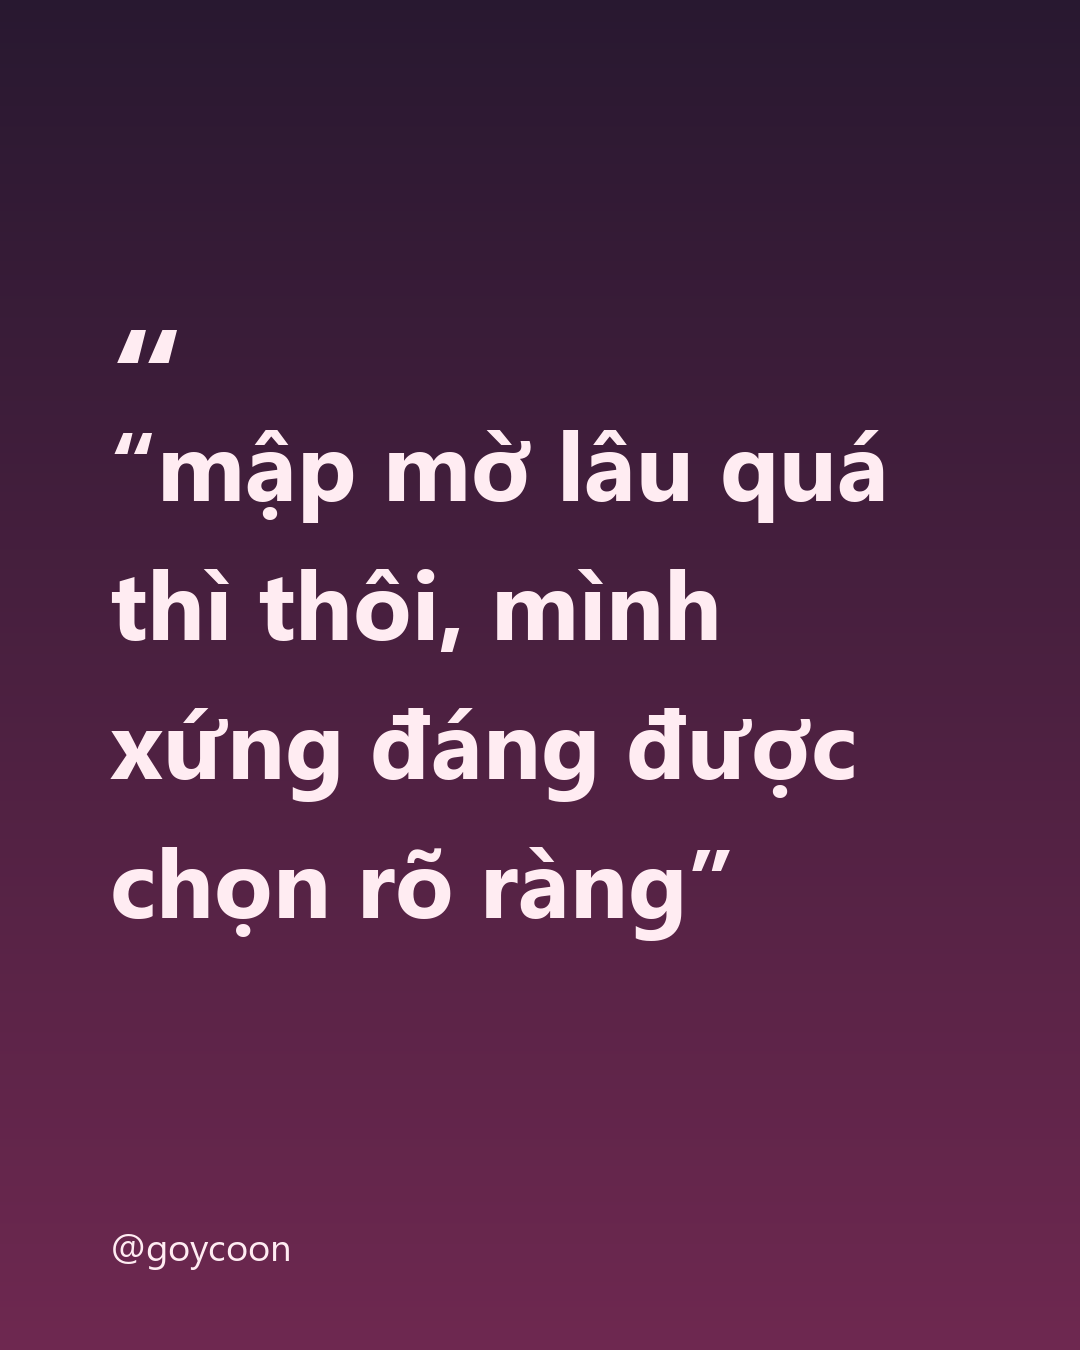 “
“mập mờ lâu quá
thì thôi, mình
xứng đáng được
chọn rõ ràng”
@goycoon